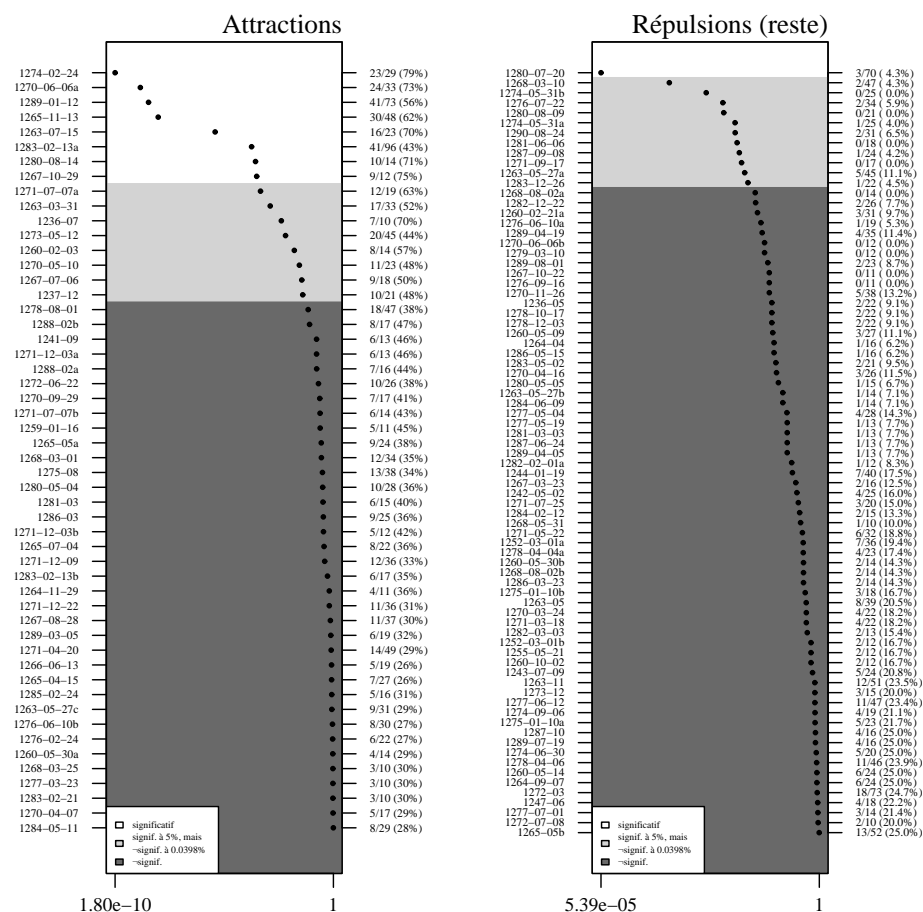 Attractions
1274−02−24 23/29 (79%)
1270−06−06a 24/33 (73%)
1289−01−12 41/73 (56%)
1265−11−13 30/48 (62%)
1263−07−15 16/23 (70%)
1283−02−13a 41/96 (43%)
1280−08−14 10/14 (71%)
1267−10−29 9/12 (75%)
1271−07−07a 12/19 (63%)
1263−03−31 17/33 (52%)
1236−07 7/10 (70%)
1273−05−12 20/45 (44%)
1260−02−03 8/14 (57%)
1270−05−10 11/23 (48%)
1267−07−06 9/18 (50%)
1237−12 10/21 (48%)
1278−08−01 18/47 (38%)
1288−02b 8/17 (47%)
1241−09 6/13 (46%)
1271−12−03a 6/13 (46%)
1288−02a 7/16 (44%)
1272−06−22 10/26 (38%)
1270−09−29 7/17 (41%)
1271−07−07b 6/14 (43%)
1259−01−16 5/11 (45%)
1265−05a 9/24 (38%)
1268−03−01 12/34 (35%)
1275−08 13/38 (34%)
1280−05−04 10/28 (36%)
1281−03 6/15 (40%)
1286−03 9/25 (36%)
1271−12−03b 5/12 (42%)
1265−07−04 8/22 (36%)
1271−12−09 12/36 (33%)
1283−02−13b 6/17 (35%)
1264−11−29 4/11 (36%)
1271−12−22 11/36 (31%)
1267−08−28 11/37 (30%)
1289−03−05 6/19 (32%)
1271−04−20 14/49 (29%)
1266−06−13 5/19 (26%)
1265−04−15 7/27 (26%)
1285−02−24 5/16 (31%)
1263−05−27c 9/31 (29%)
1276−06−10b 8/30 (27%)
1276−02−24 6/22 (27%)
1260−05−30a 4/14 (29%)
1268−03−25 3/10 (30%)
1277−03−23 3/10 (30%)
1283−02−21 3/10 (30%)
1270−04−07 5/17 (29%)
1284−05−11 8/29 (28%)
significatif
signif. à 5%, mais
¬signif. à 0.0398%
¬signif.
1.80e−10 1
Répulsions (reste)
1280−07−20 3/70 ( 4.3%)
1268−03−10 2/47 ( 4.3%)
1274−05−31b 0/25 ( 0.0%)
1276−07−22 2/34 ( 5.9%)
1280−08−09 0/21 ( 0.0%)
1274−05−31a 1/25 ( 4.0%)
1290−08−24 2/31 ( 6.5%)
1281−06−06 0/18 ( 0.0%)
1287−09−08 1/24 ( 4.2%)
1271−09−17 0/17 ( 0.0%)
1263−05−27a 5/45 (11.1%)
1283−12−26 1/22 ( 4.5%)
1268−08−02a 0/14 ( 0.0%)
1282−12−22 2/26 ( 7.7%)
1260−02−21a 3/31 ( 9.7%)
1276−06−10a 1/19 ( 5.3%)
1289−04−19 4/35 (11.4%)
1270−06−06b 0/12 ( 0.0%)
1279−03−10 0/12 ( 0.0%)
1289−08−01 2/23 ( 8.7%)
1267−10−22 0/11 ( 0.0%)
1276−09−16 0/11 ( 0.0%)
1270−11−26 5/38 (13.2%)
1236−05 2/22 ( 9.1%)
1278−10−17 2/22 ( 9.1%)
1278−12−03 2/22 ( 9.1%)
1260−05−09 3/27 (11.1%)
1264−04 1/16 ( 6.2%)
1286−05−15 1/16 ( 6.2%)
1283−05−02 2/21 ( 9.5%)
1270−04−16 3/26 (11.5%)
1280−05−05 1/15 ( 6.7%)
1263−05−27b 1/14 ( 7.1%)
1284−06−09 1/14 ( 7.1%)
1277−05−04 4/28 (14.3%)
1277−05−19 1/13 ( 7.7%)
1281−03−03 1/13 ( 7.7%)
1287−06−24 1/13 ( 7.7%)
1289−04−05 1/13 ( 7.7%)
1282−02−01a 1/12 ( 8.3%)
1244−01−19 7/40 (17.5%)
1267−03−23 2/16 (12.5%)
1242−05−02 4/25 (16.0%)
1271−07−25 3/20 (15.0%)
1284−02−12 2/15 (13.3%)
1268−05−31 1/10 (10.0%)
1271−05−22 6/32 (18.8%)
1252−03−01a 7/36 (19.4%)
1278−04−04a 4/23 (17.4%)
1260−05−30b 2/14 (14.3%)
1268−08−02b 2/14 (14.3%)
1286−03−23 2/14 (14.3%)
1275−01−10b 3/18 (16.7%)
1263−05 8/39 (20.5%)
1270−03−24 4/22 (18.2%)
1271−03−18 4/22 (18.2%)
1282−03−03 2/13 (15.4%)
1252−03−01b 2/12 (16.7%)
1255−05−21 2/12 (16.7%)
1260−10−02 2/12 (16.7%)
1243−07−09 5/24 (20.8%)
1263−11 12/51 (23.5%)
1273−12 3/15 (20.0%)
1277−06−12 11/47 (23.4%)
1274−09−06 4/19 (21.1%)
1275−01−10a 5/23 (21.7%)
1287−10 4/16 (25.0%)
1289−07−19 4/16 (25.0%)
1274−06−30 5/20 (25.0%)
1278−04−06 11/46 (23.9%)
1260−05−14 6/24 (25.0%)
1264−09−07 6/24 (25.0%)
1272−03 18/73 (24.7%)
1247−06 4/18 (22.2%)
1277−07−01 3/14 (21.4%)
1272−07−08 2/10 (20.0%)
1265−05b 13/52 (25.0%)
significatif
signif. à 5%, mais
¬signif. à 0.0398%
¬signif.
5.39e−05 1